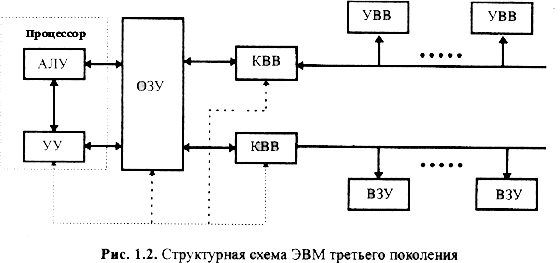 Процессор
УВВ УВВ
АЛУ
ОЗУ
КВВ
УУ
КВВ
ВЗУ ВЗУ
Рис. 1.2. Структурная схема ЭВМ третьего поколения